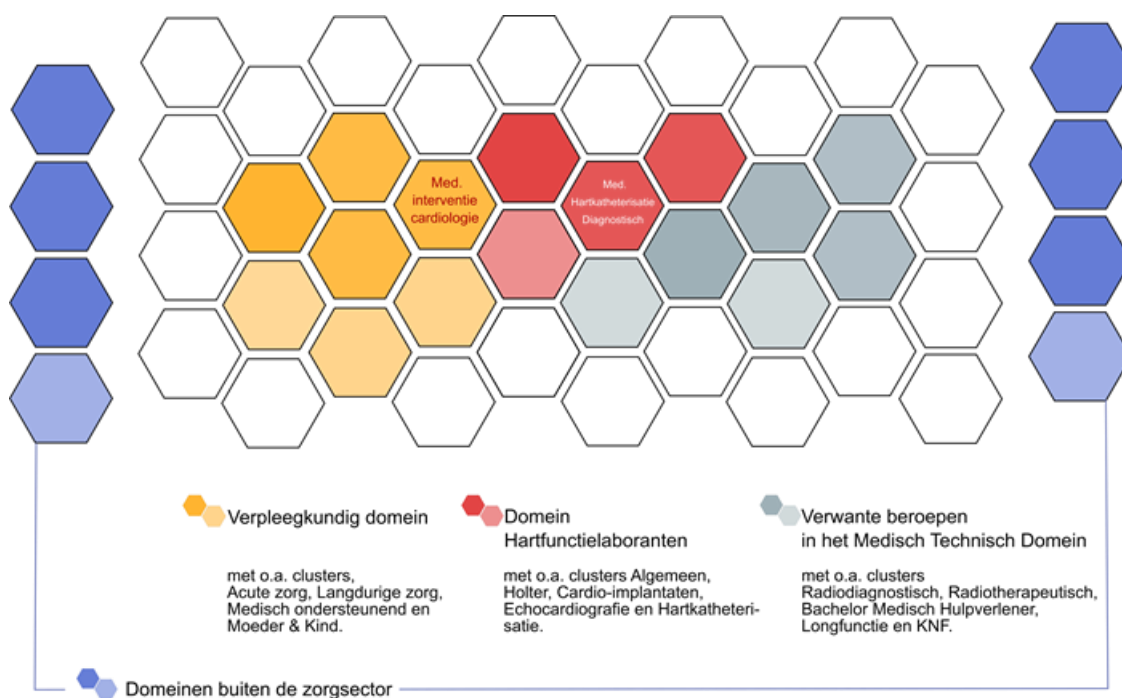 Med.
interventie
cardiologie
Med.
Hartkatheterisatie
Diagnostisch
Verpleegkundig domein
met o.a. clusters,
Acute zorg, Langdurige zorg,
Medisch ondersteunend en
Moeder & Kind.
Domein
Hartfunctielaboranten
met o.a. clusters Algemeen,
Holter, Cardio-implantaten,
Echocardiografie en Hartkatheteri-
satie.
Verwante beroepen
in het Medisch Technisch Domein
met o.a. clusters
Radiodiagnostisch, Radiotherapeutisch,
Bachelor Medisch Hulpverlener,
Longfunctie en KNF.
Domeinen buiten de zorgsector